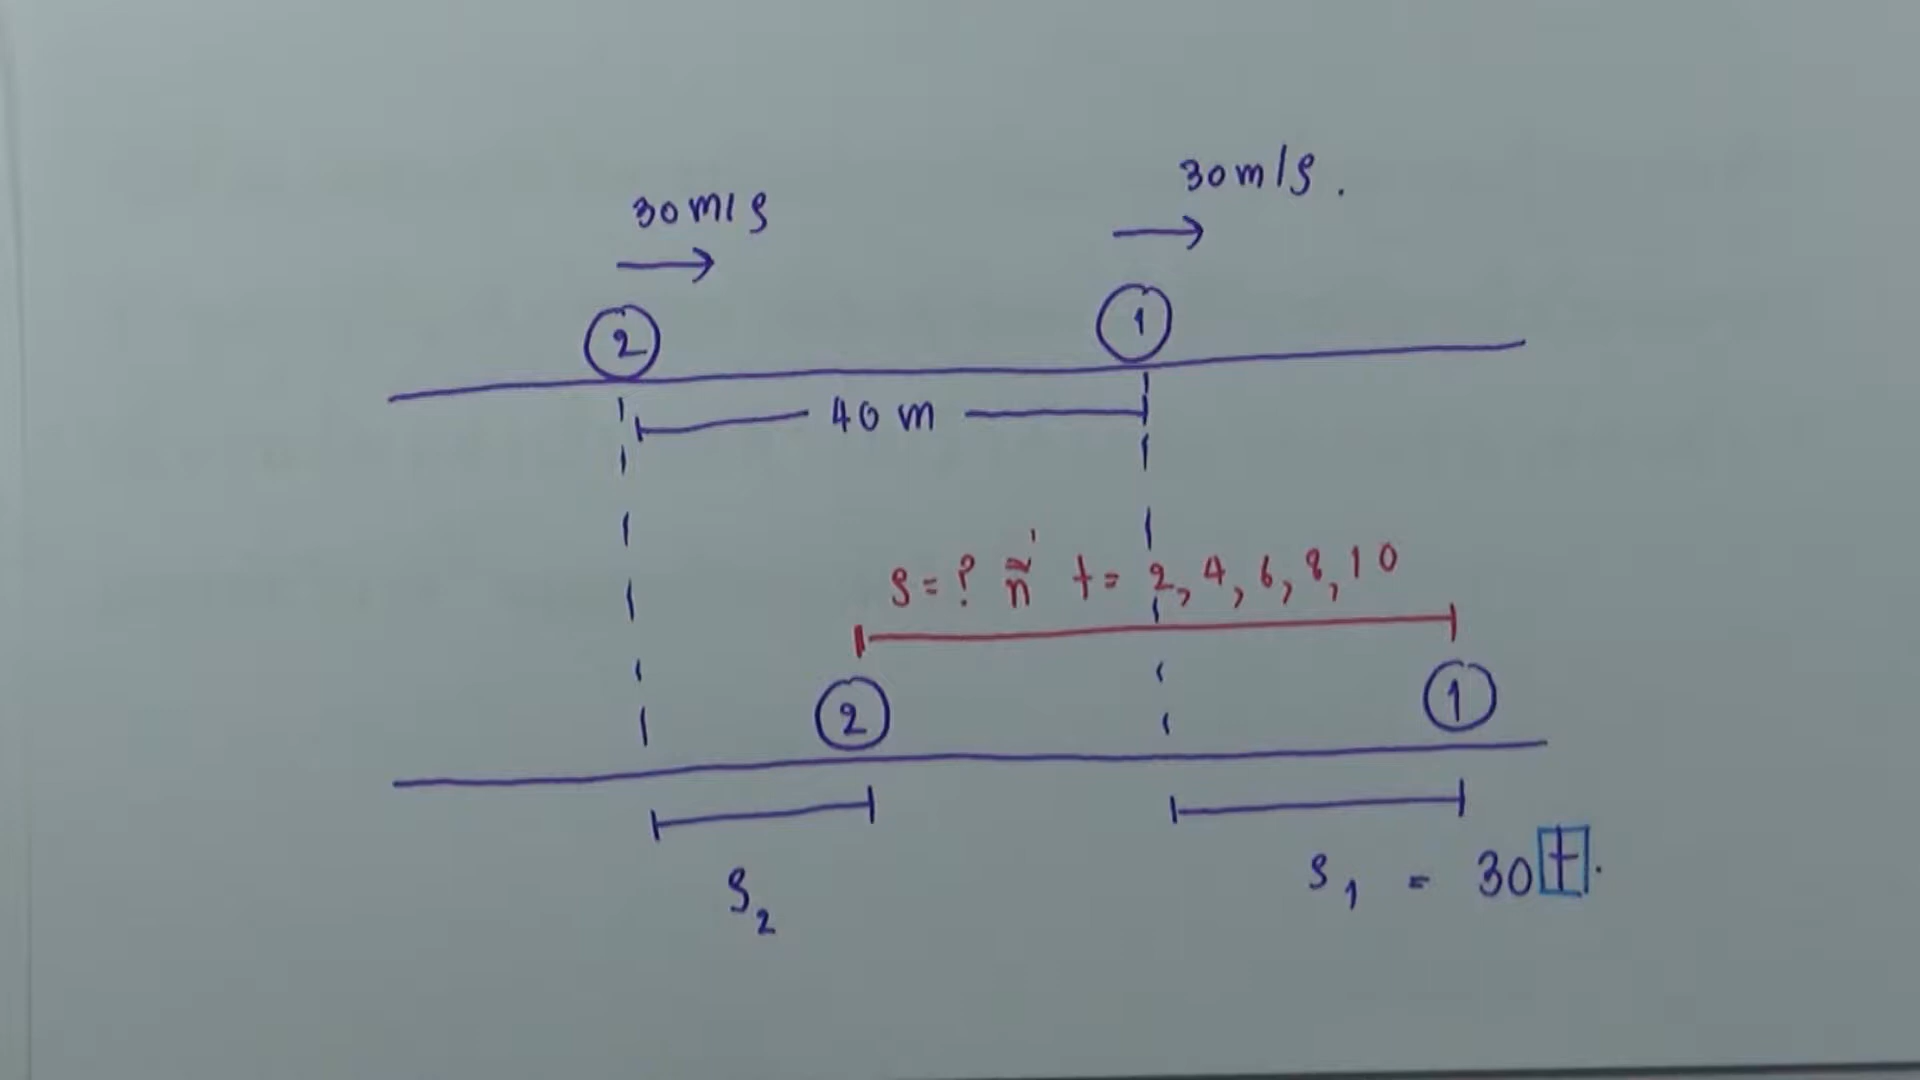 30 m/s
30 m/s.
2
1
40 m
s = ? ที่ t = 2, 4, 6, 8, 10
2
1
s₂
s₁ = 30t.